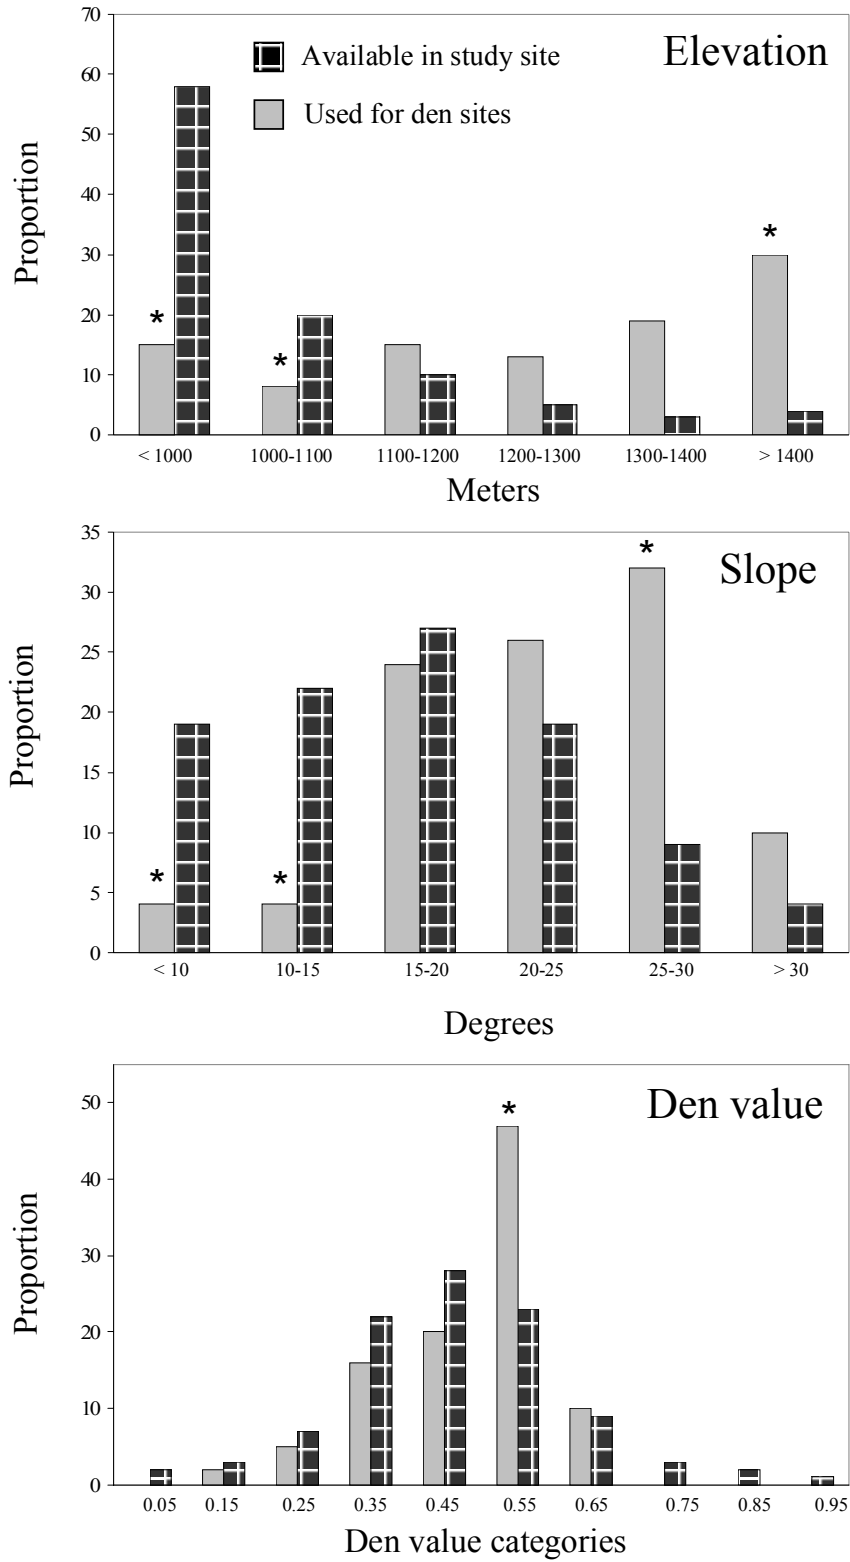 70
Elevation
Available in study site
60
Used for den sites
50
40
Proportion
*
30
20
*
*
10
0
< 1000 1000-1100 1100-1200 1200-1300 1300-1400 > 1400
Meters
35
*
Slope
30
25
Proportion
20
15
10
*
*
5
0
< 10 10-15 15-20 20-25 25-30 > 30
Degrees
*
Den value
50
40
Proportion
30
20
10
0
0.05 0.15 0.25 0.35 0.45 0.55 0.65 0.75 0.85 0.95
Den value categories